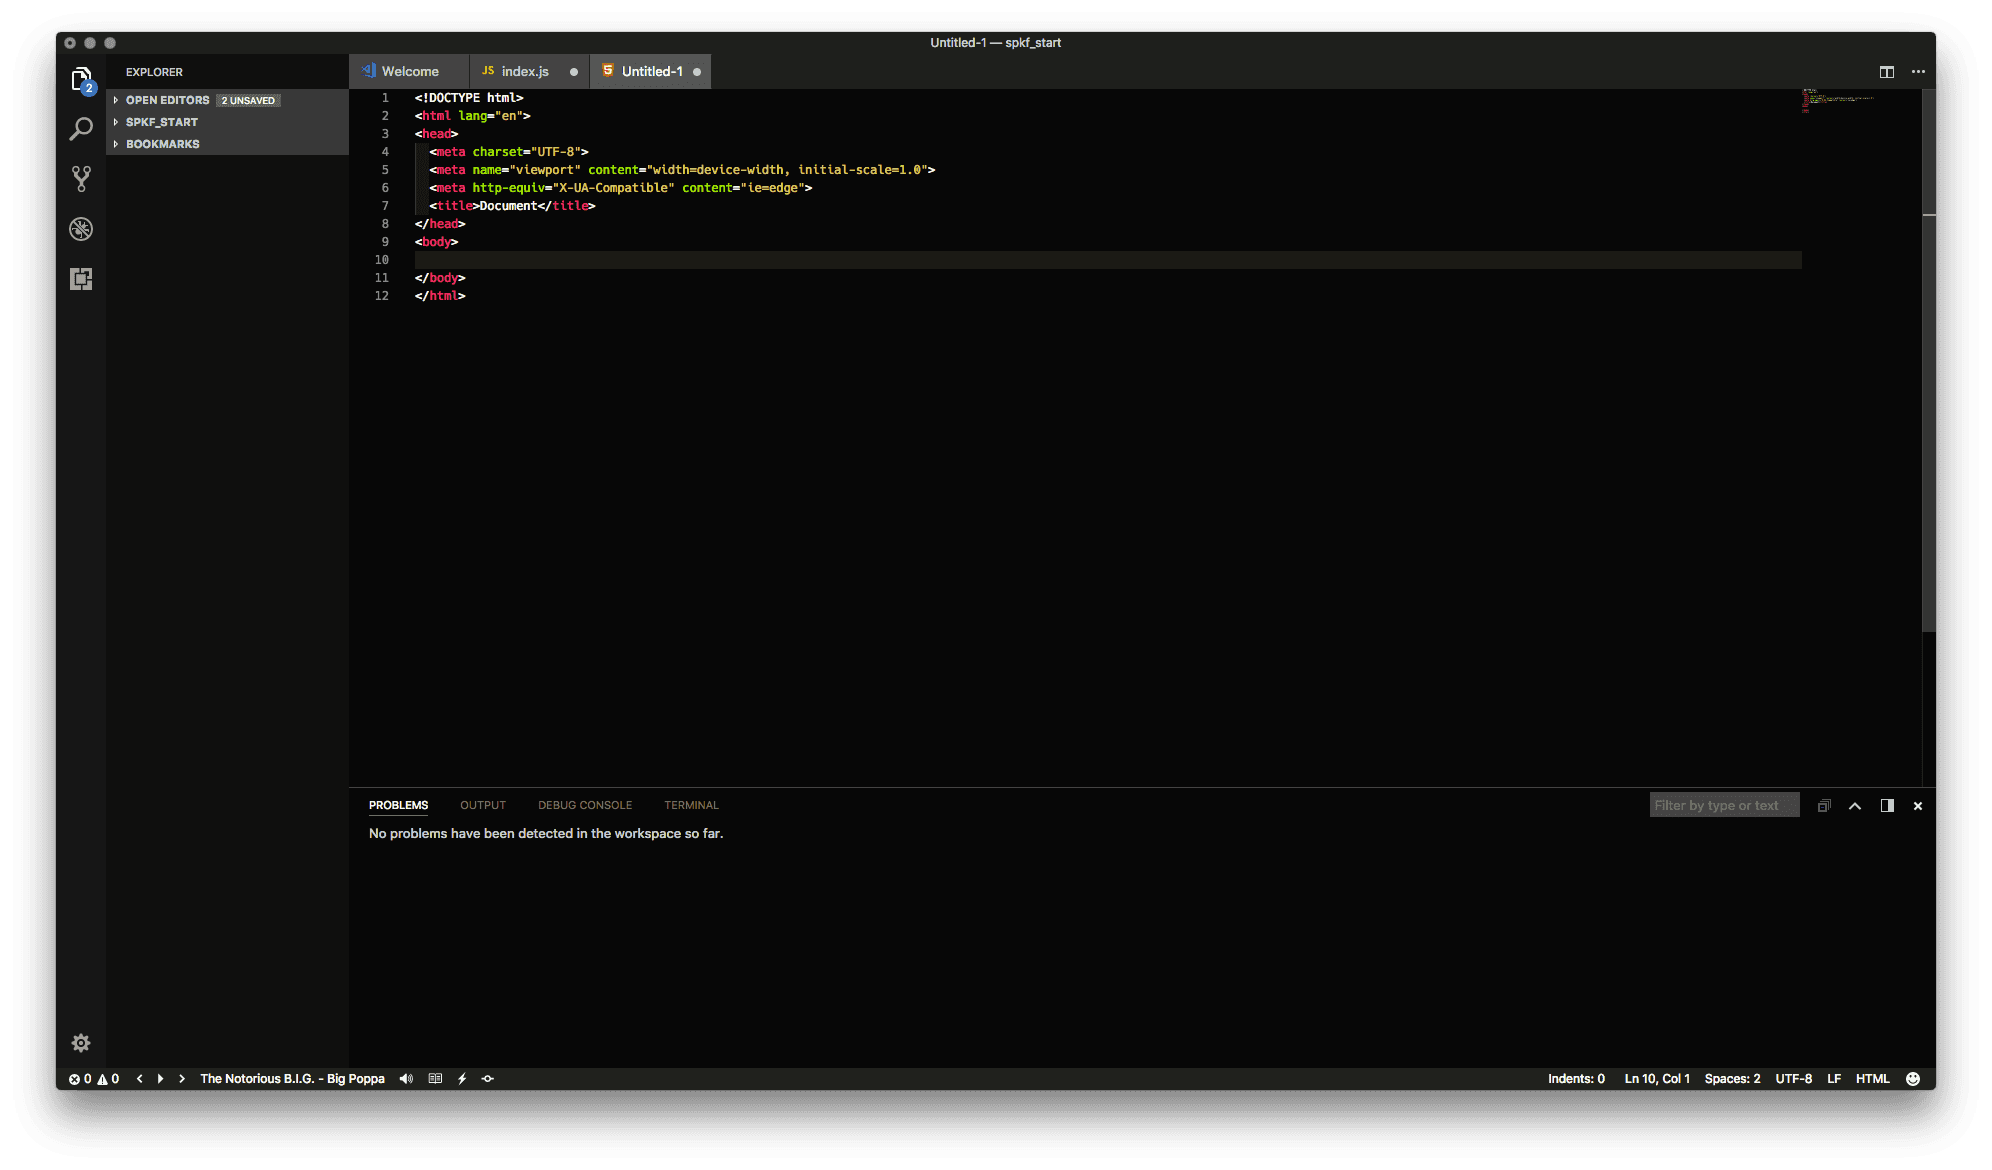 Untitled-1 — spkf_start
2
EXPLORER
OPEN EDITORS 2 UNSAVED
SPKF_START
BOOKMARKS
Welcome
JS index.js
5 Untitled-1
1 <!DOCTYPE html>
2 <html lang="en">
3 <head>
4 <meta charset="UTF-8">
5 <meta name="viewport" content="width=device-width, initial-scale=1.0">
6 <meta http-equiv="X-UA-Compatible" content="ie=edge">
7 <title>Document</title>
8 </head>
9 <body>
10
11 </body>
12 </html>
PROBLEMS OUTPUT DEBUG CONSOLE TERMINAL
Filter by type or text
No problems have been detected in the workspace so far.
0 0 The Notorious B.I.G. - Big Poppa
Indents: 0 Ln 10, Col 1 Spaces: 2 UTF-8 LF HTML